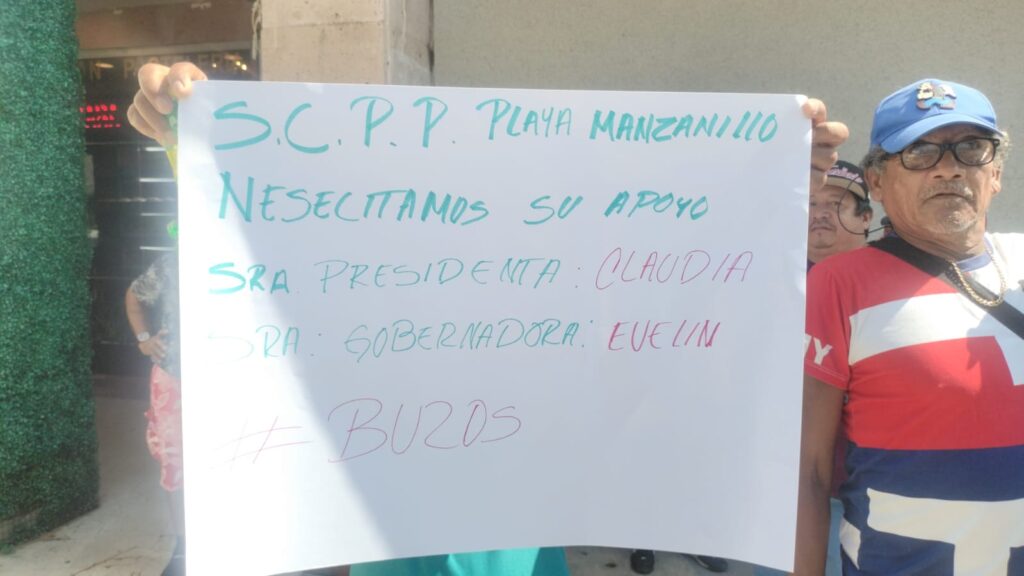 S.C.P.P. PLAYA MANZANILLO
NESECITAMOS SU APOYO
SRA. PRESIDENTA: CLAUDIA
SRA: GOBERNADORA: EVELIN
# BUZOS